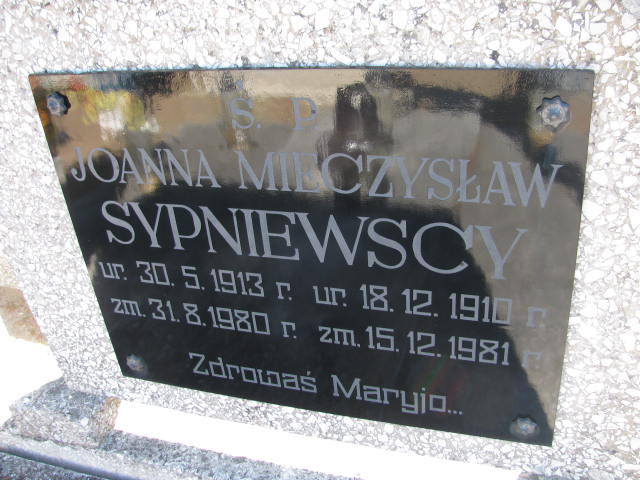 Ś. P.
JOANNA MIECZYSŁAW
SYPNIEWSCY
ur. 30. 5. 1913 r. ur. 18. 12. 1910 r
zm. 31. 8. 1980 r. zm. 15. 12. 1981 r
Zdrowaś Maryjo...